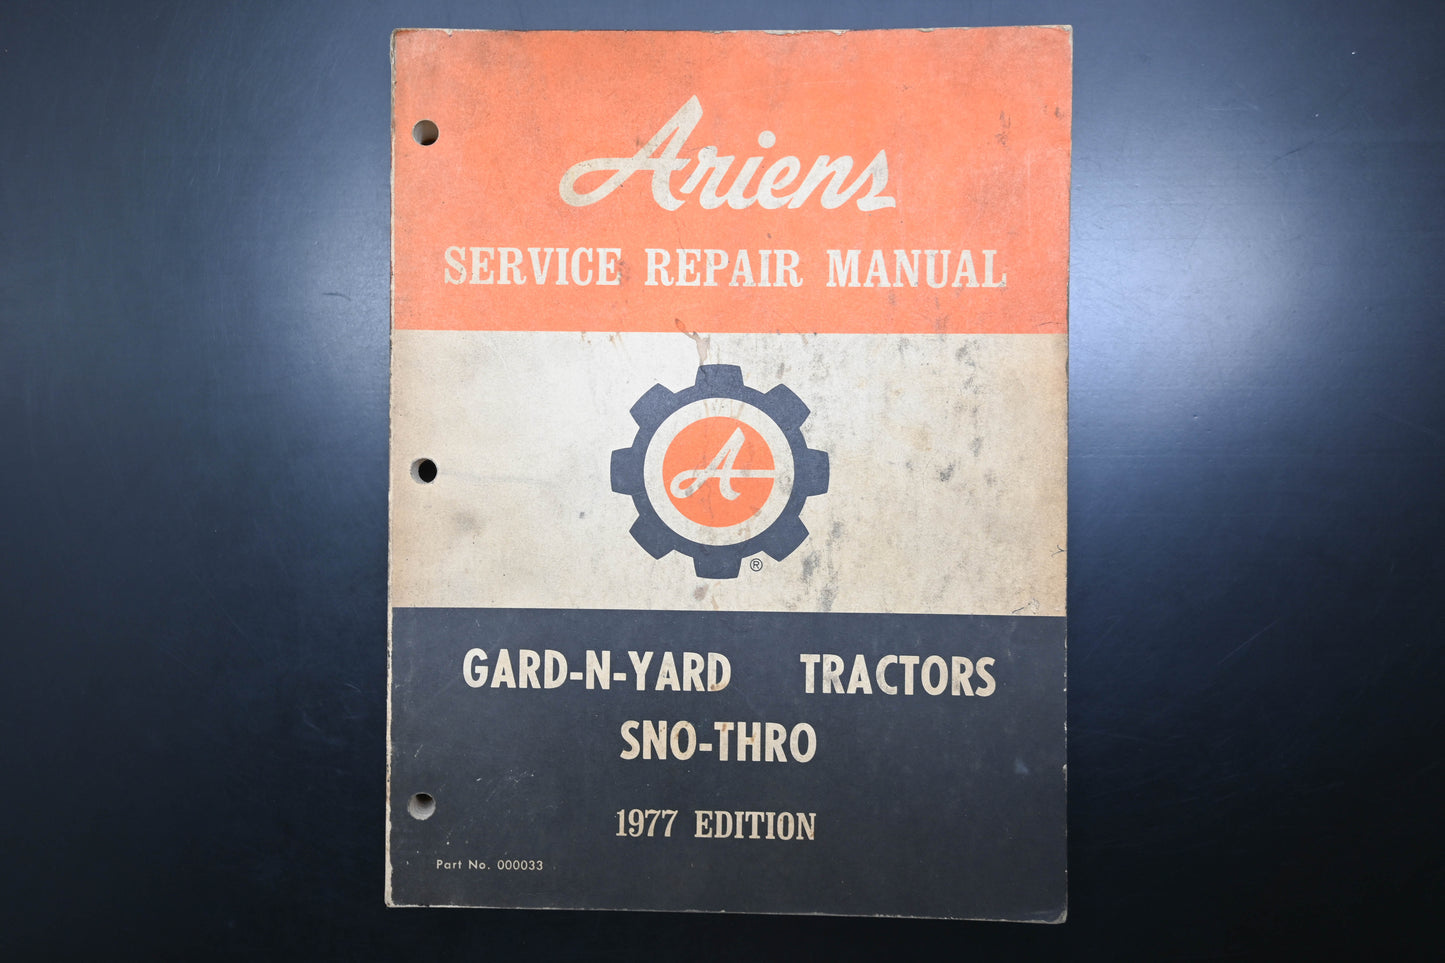 Ariens
SERVICE REPAIR MANUAL
A
®
GARD-N-YARD TRACTORS
SNO-THRO
1977 EDITION
Part No. 000033